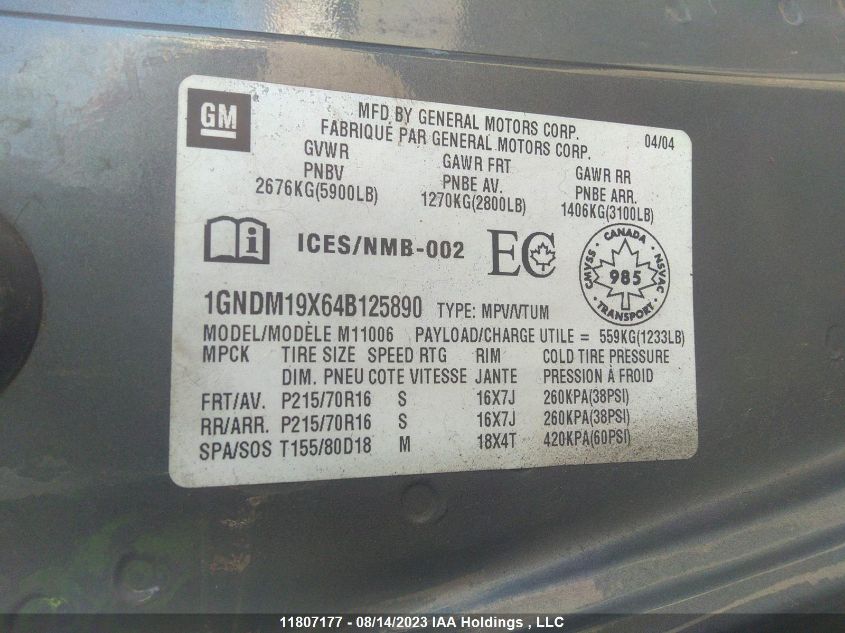 GM
MFD BY GENERAL MOTORS CORP.
FABRIQUÉ PAR GENERAL MOTORS CORP.
04/04
GVWR GAWR FRT GAWR RR
PNBV PNBE AV. PNBE ARR.
2676KG(5900LB) 1270KG(2800LB) 1406KG(3100LB)
i ICES/NMB-002 EC
CANADA
CMVSS 985 NSVAC
TRANSPORT
1GNDM19X64B125890 TYPE: MPV/VTUM
MODEL/MODÈLE M11006 PAYLOAD/CHARGE UTILE = 559KG(1233LB)
MPCK TIRE SIZE SPEED RTG RIM COLD TIRE PRESSURE
DIM. PNEU COTE VITESSE JANTE PRESSION À FROID
FRT/AV. P215/70R16 S 16X7J 260KPA(38PSI)
RR/ARR. P215/70R16 S 16X7J 260KPA(38PSI)
SPA/SOS T155/80D18 M 18X4T 420KPA(60PSI)
11807177 - 08/14/2023 IAA Holdings , LLC